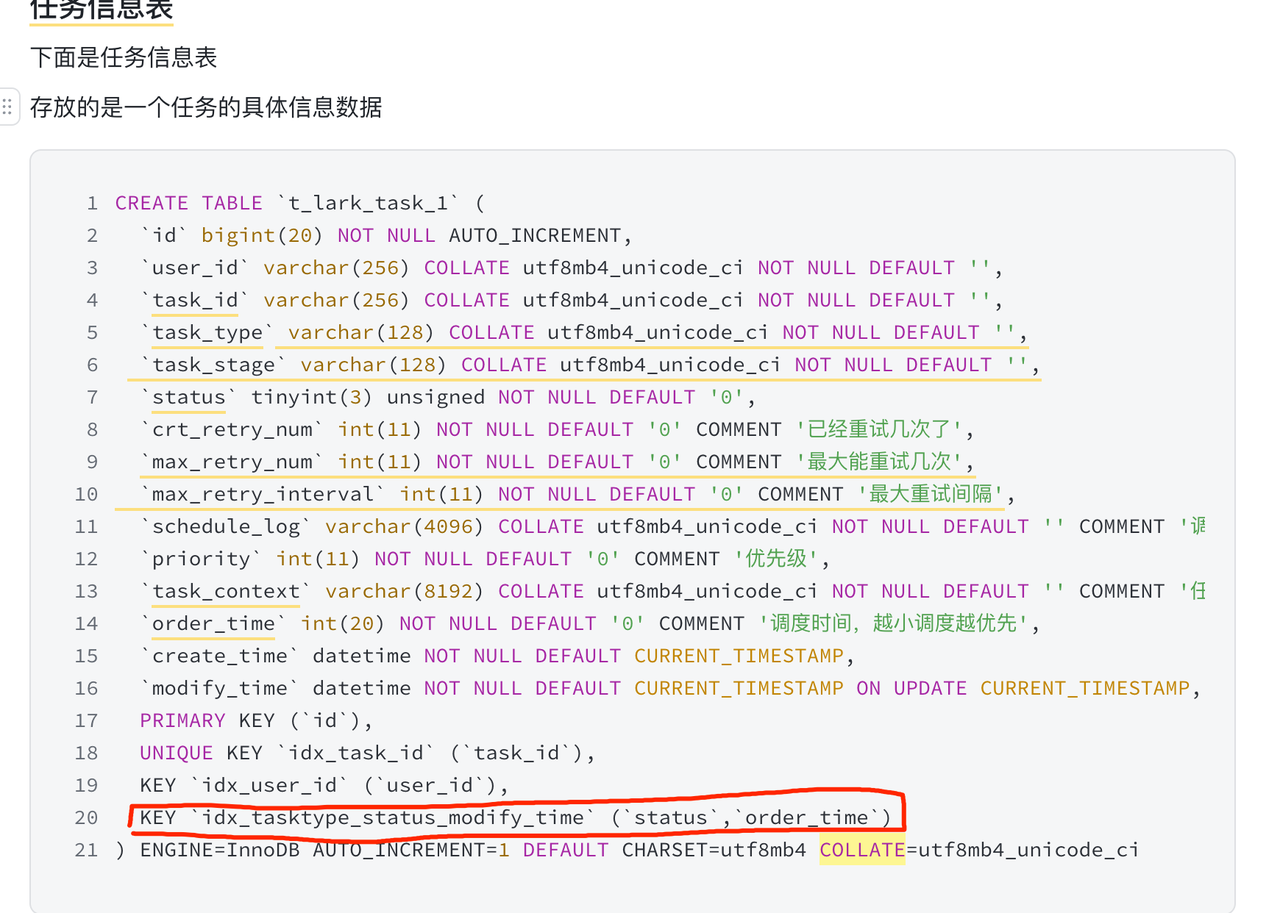 任务信息表
下面是任务信息表
存放的是一个任务的具体信息数据
1 CREATE TABLE `t_lark_task_1` (
2 `id` bigint(20) NOT NULL AUTO_INCREMENT,
3 `user_id` varchar(256) COLLATE utf8mb4_unicode_ci NOT NULL DEFAULT '',
4 `task_id` varchar(256) COLLATE utf8mb4_unicode_ci NOT NULL DEFAULT '',
5 `task_type` varchar(128) COLLATE utf8mb4_unicode_ci NOT NULL DEFAULT '',
6 `task_stage` varchar(128) COLLATE utf8mb4_unicode_ci NOT NULL DEFAULT '',
7 `status` tinyint(3) unsigned NOT NULL DEFAULT '0',
8 `crt_retry_num` int(11) NOT NULL DEFAULT '0' COMMENT '已经重试几次了',
9 `max_retry_num` int(11) NOT NULL DEFAULT '0' COMMENT '最大能重试几次',
10 `max_retry_interval` int(11) NOT NULL DEFAULT '0' COMMENT '最大重试间隔',
11 `schedule_log` varchar(4096) COLLATE utf8mb4_unicode_ci NOT NULL DEFAULT '' COMMENT '
12 `priority` int(11) NOT NULL DEFAULT '0' COMMENT '优先级',
13 `task_context` varchar(8192) COLLATE utf8mb4_unicode_ci NOT NULL DEFAULT '' COMMENT '
14 `order_time` int(20) NOT NULL DEFAULT '0' COMMENT '调度时间，越小调度越优先',
15 `create_time` datetime NOT NULL DEFAULT CURRENT_TIMESTAMP,
16 `modify_time` datetime NOT NULL DEFAULT CURRENT_TIMESTAMP ON UPDATE CURRENT_TIMESTAMP,
17 PRIMARY KEY (`id`),
18 UNIQUE KEY `idx_task_id` (`task_id`),
19 KEY `idx_user_id` (`user_id`),
20 KEY `idx_tasktype_status_modify_time` (`status`,`order_time`)
21 ) ENGINE=InnoDB AUTO_INCREMENT=1 DEFAULT CHARSET=utf8mb4 COLLATE=utf8mb4_unicode_ci